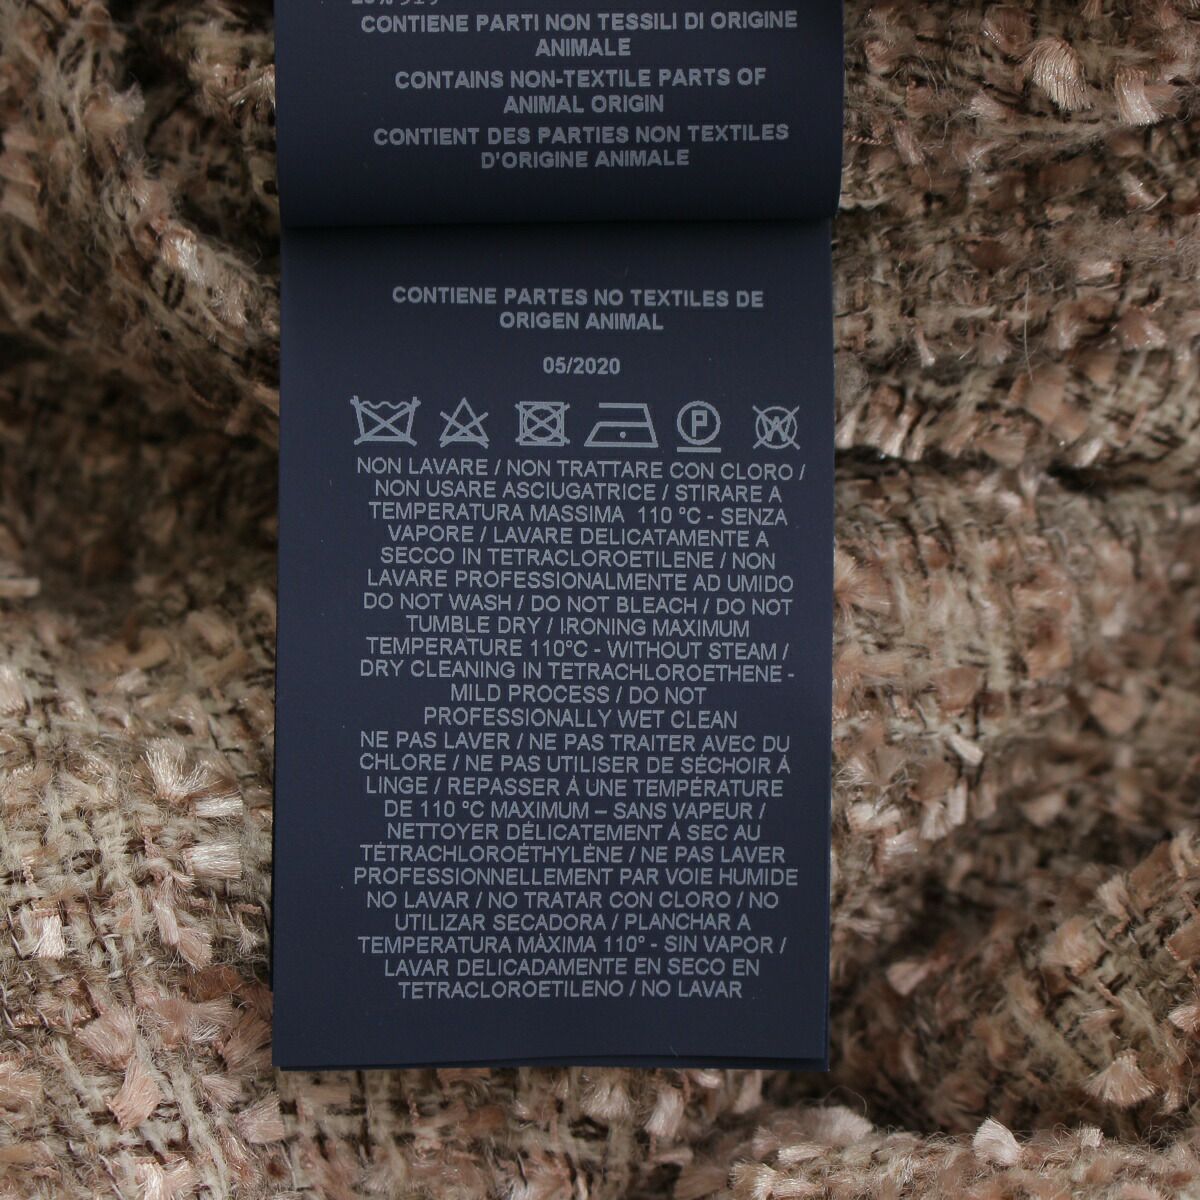 CONTIENE PARTI NON TESSILI DI ORIGINE
ANIMALE
CONTAINS NON-TEXTILE PARTS OF
ANIMAL ORIGIN
CONTIENT DES PARTIES NON TEXTILES
D'ORIGINE ANIMALE
CONTIENE PARTES NO TEXTILES DE
ORIGEN ANIMAL
05/2020
P W
NON LAVARE / NON TRATTARE CON CLORO /
NON USARE ASCIUGATRICE / STIRARE A
TEMPERATURA MASSIMA 110 °C - SENZA
VAPORE / LAVARE DELICATAMENTE A
SECCO IN TETRACLOROETILENE / NON
LAVARE PROFESSIONALMENTE AD UMIDO
DO NOT WASH / DO NOT BLEACH / DO NOT
TUMBLE DRY / IRONING MAXIMUM
TEMPERATURE 110°C - WITHOUT STEAM /
DRY CLEANING IN TETRACHLOROETHENE -
MILD PROCESS / DO NOT
PROFESSIONALLY WET CLEAN
NE PAS LAVER / NE PAS TRAITER AVEC DU
CHLORE / NE PAS UTILISER DE SÉCHOIR À
LINGE / REPASSER À UNE TEMPÉRATURE
DE 110 °C MAXIMUM – SANS VAPEUR /
NETTOYER DÉLICATEMENT À SEC AU
TÉTRACHLOROÉTHYLÈNE / NE PAS LAVER
PROFESSIONNELLEMENT PAR VOIE HUMIDE
NO LAVAR / NO TRATAR CON CLORO / NO
UTILIZAR SECADORA / PLANCHAR A
TEMPERATURA MÁXIMA 110° - SIN VAPOR /
LAVAR DELICADAMENTE EN SECO EN
TETRACLOROETILENO / NO LAVAR